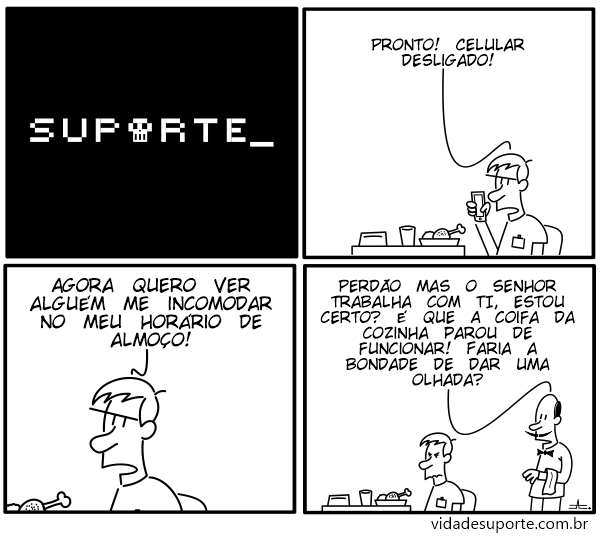 SUPORTE_
PRONTO! CELULAR
DESLIGADO!
AGORA QUERO VER
ALGUÉM ME INCOMODAR
NO MEU HORÁRIO DE
ALMOÇO!
PERDÃO MAS O SENHOR
TRABALHA COM TI, ESTOU
CERTO? É QUE A COIFA DA
COZINHA PAROU DE
FUNCIONAR! FARIA A
BONDADE DE DAR UMA
OLHADA?
vidadesuporte.com.br